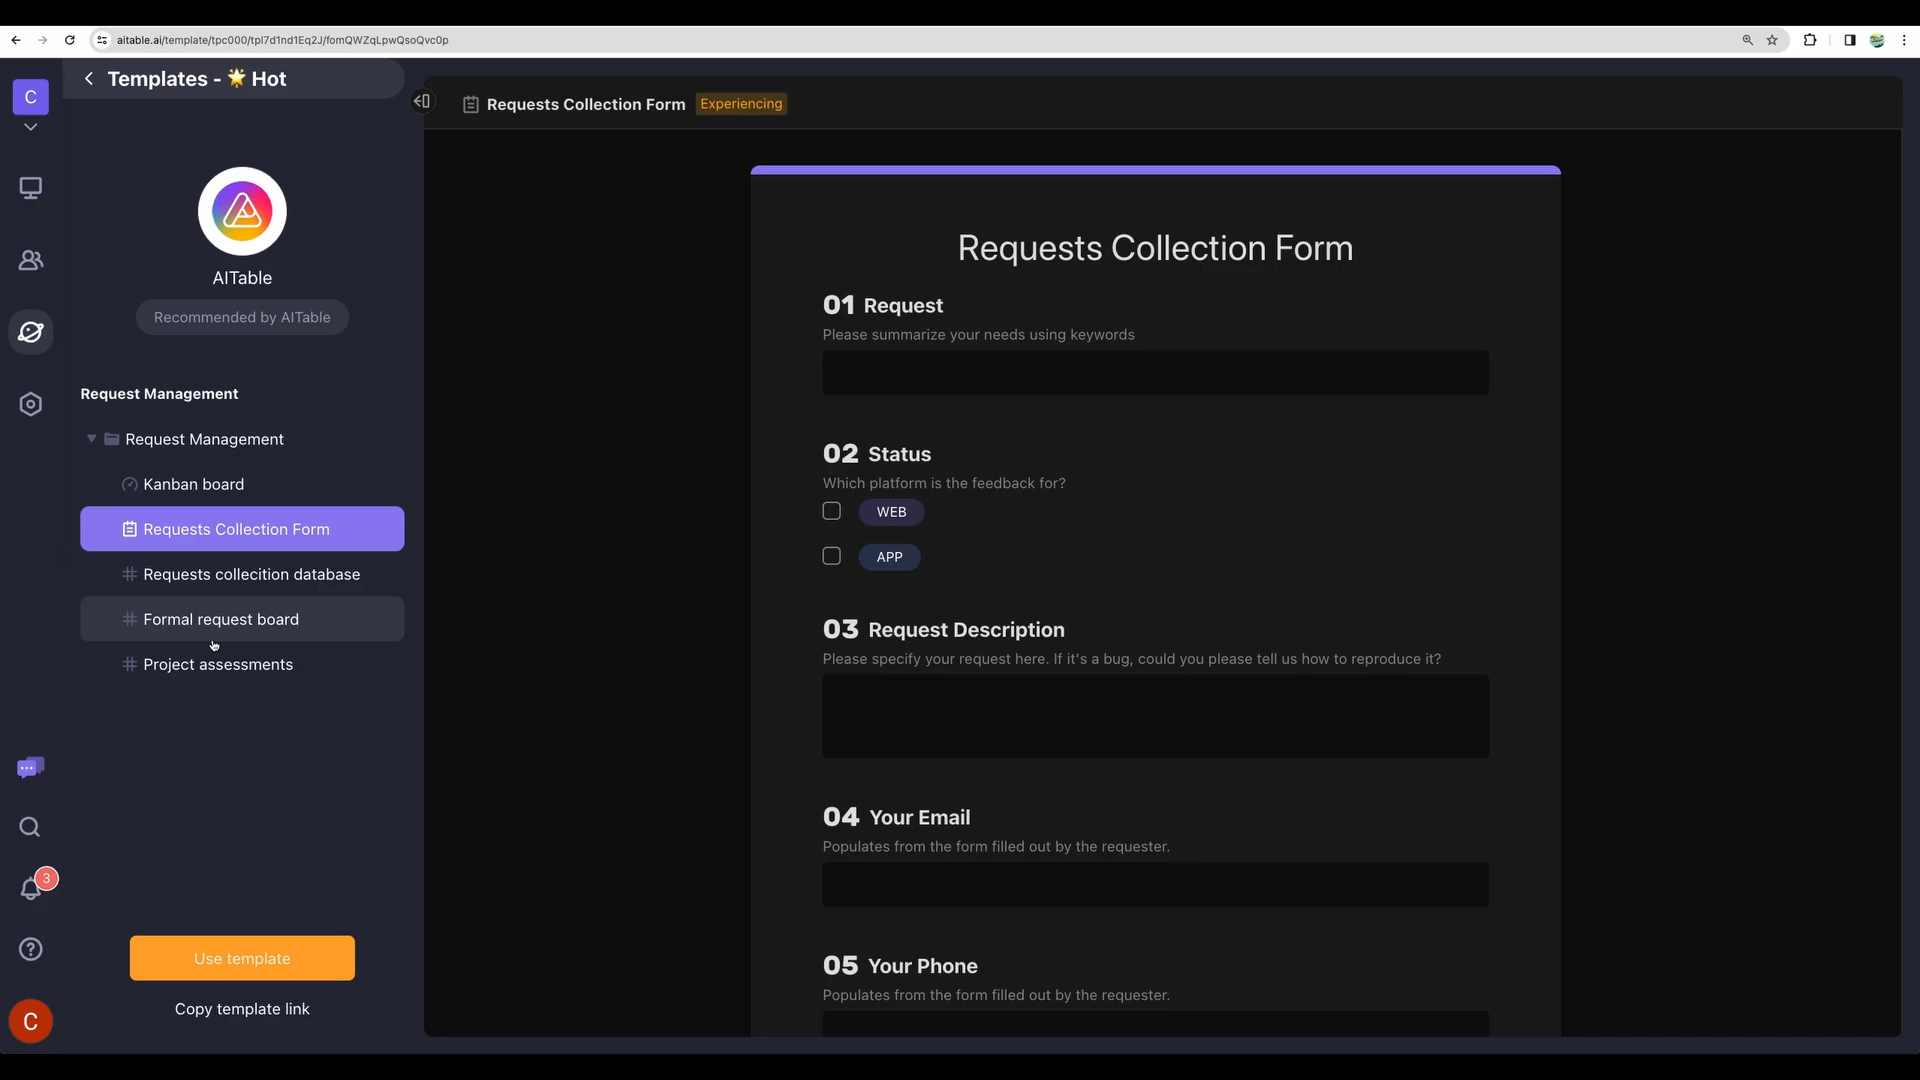 aitable.ai/template/tpc000/tpl7d1nd1Eq2J/fomQWZqLpwQsoQvc0p
C
Templates - 🌟 Hot
AITable
Recommended by AITable
Request Management
Request Management
Kanban board
Requests Collection Form
Requests collecition database
Formal request board
Project assessments
3
Use template
Copy template link
C
Requests Collection Form Experiencing
Requests Collection Form
01 Request
Please summarize your needs using keywords
02 Status
Which platform is the feedback for?
WEB
APP
03 Request Description
Please specify your request here. If it's a bug, could you please tell us how to reproduce it?
04 Your Email
Populates from the form filled out by the requester.
05 Your Phone
Populates from the form filled out by the requester.